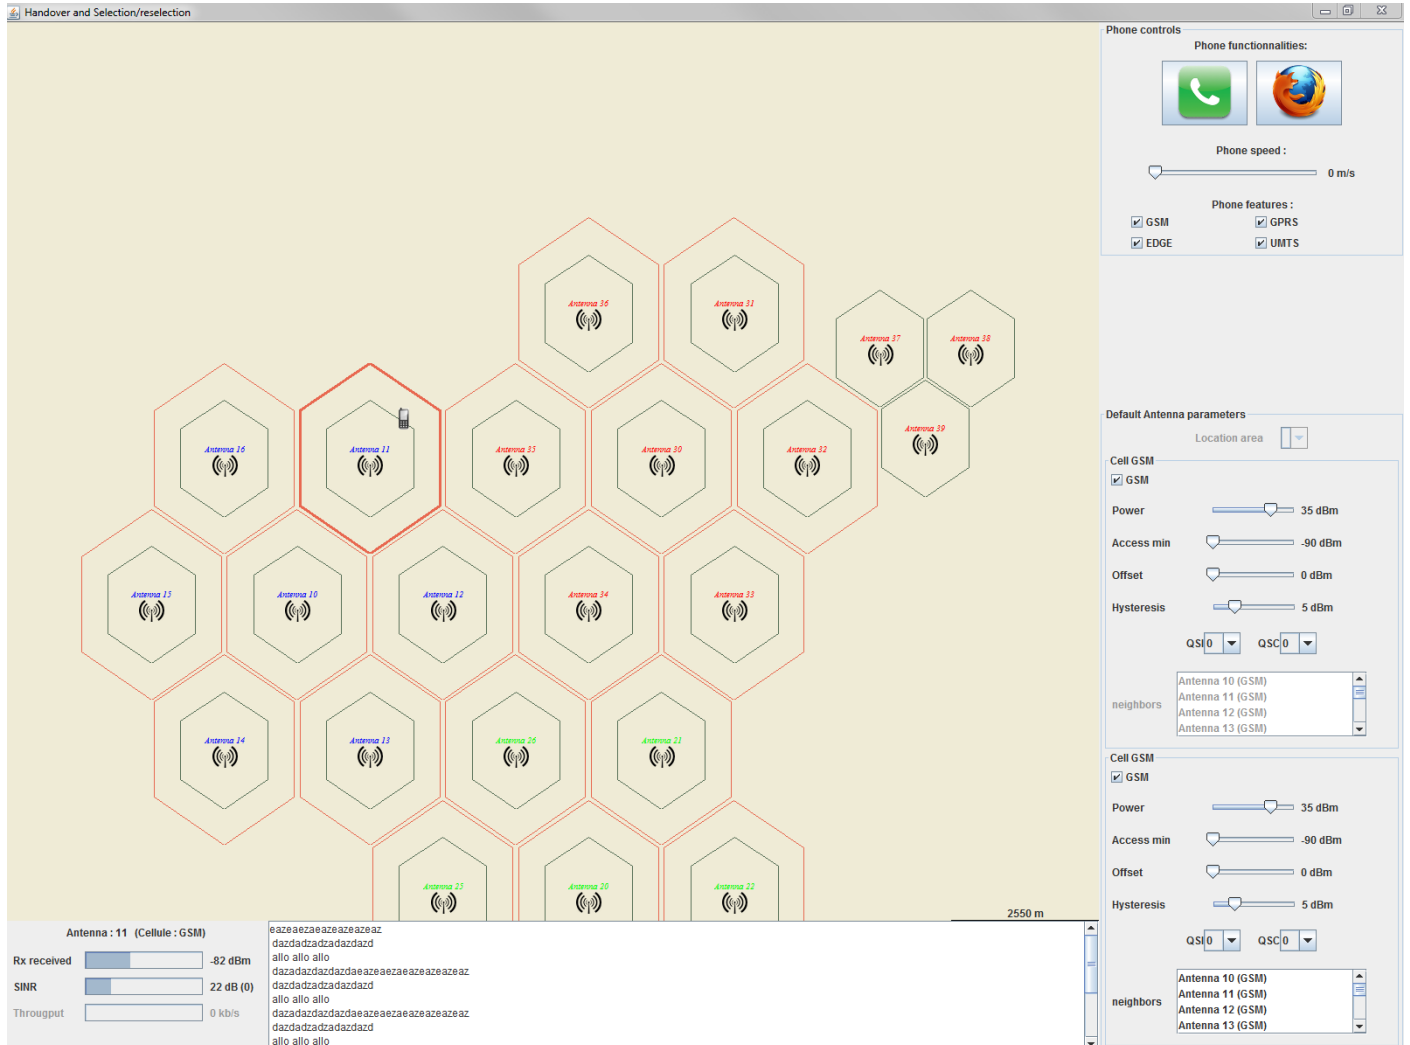 Handover and Selection/reselection
Phone controls
Phone functionnalities:
Phone speed :
0 m/s
Phone features :
GSM
GPRS
EDGE
UMTS
Antenna 36
Antenna 31
Antenna 37
Antenna 38
Antenna 39
Antenna 16
Antenna 11
Antenna 35
Antenna 30
Antenna 32
Antenna 15
Antenna 10
Antenna 12
Antenna 34
Antenna 33
Antenna 14
Antenna 13
Antenna 26
Antenna 21
Antenna 25
Antenna 20
Antenna 22
2550 m
Default Antenna parameters
Location area
Cell GSM
GSM
Power 35 dBm
Access min -90 dBm
Offset 0 dBm
Hysteresis 5 dBm
QSI 0 QSC 0
neighbors
Antenna 10 (GSM)
Antenna 11 (GSM)
Antenna 12 (GSM)
Antenna 13 (GSM)
Cell GSM
GSM
Power 35 dBm
Access min -90 dBm
Offset 0 dBm
Hysteresis 5 dBm
QSI 0 QSC 0
neighbors
Antenna 10 (GSM)
Antenna 11 (GSM)
Antenna 12 (GSM)
Antenna 13 (GSM)
Antenna : 11 (Cellule : GSM)
Rx received -82 dBm
SINR 22 dB (0)
Througput 0 kb/s
eazeaezaeazeazeazeaz
dazdadzadzadazdazd
allo allo allo
dazadazdazdazdaeazeaezaeazeazeazeaz
dazdadzadzadazdazd
allo allo allo
dazadazdazdazdaeazeaezaeazeazeazeaz
dazdadzadzadazdazd
allo allo allo